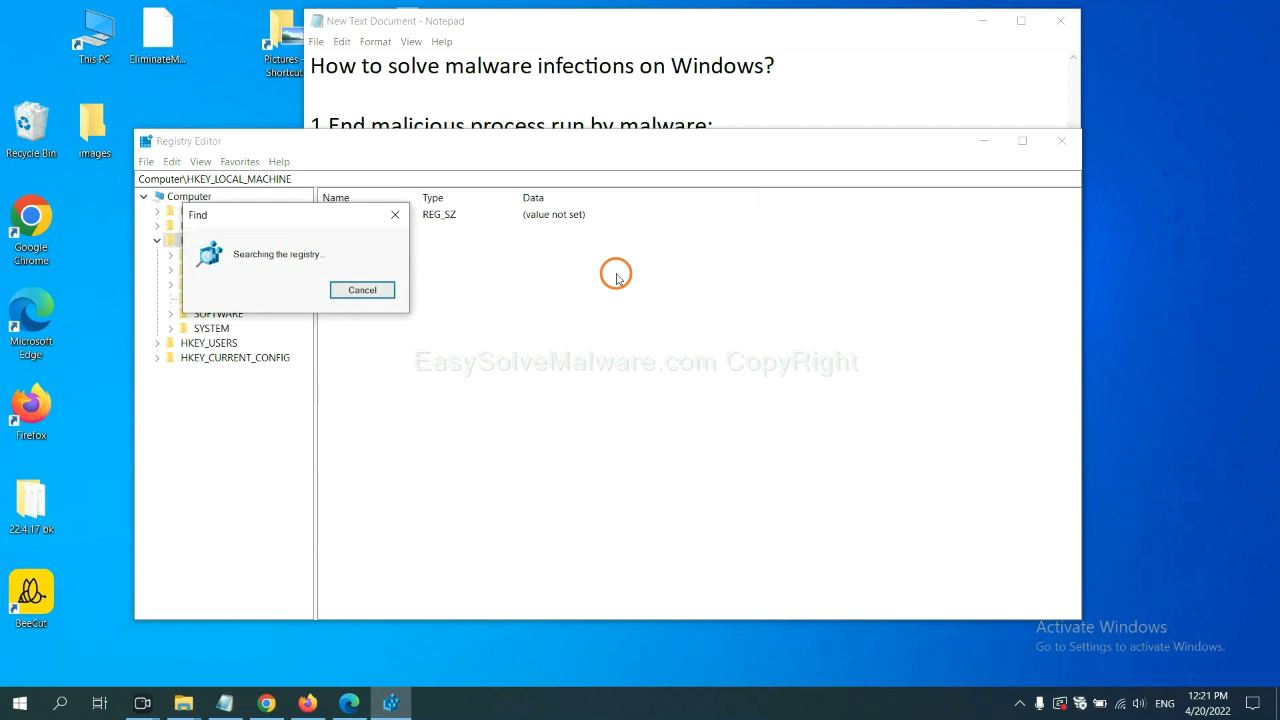 This PC
EliminateM...
Pictures -
Shortcut
Recycle Bin
images
Google
Chrome
Microsoft
Edge
Firefox
22.4.17 bk
BeeCut
New Text Document - Notepad
File Edit Format View Help
How to solve malware infections on Windows?
1 End malicious process run by malware:
Registry Editor
File Edit View Favorites Help
Computer\HKEY_LOCAL_MACHINE
Computer
Name Type Data
REG_SZ (value not set)
Find
Searching the registry...
Cancel
SOFTWARE
SYSTEM
HKEY_USERS
HKEY_CURRENT_CONFIG
EasySolveMalware.com CopyRight
Activate Windows
Go to Settings to activate Windows.
ENG
12:21 PM
4/20/2022